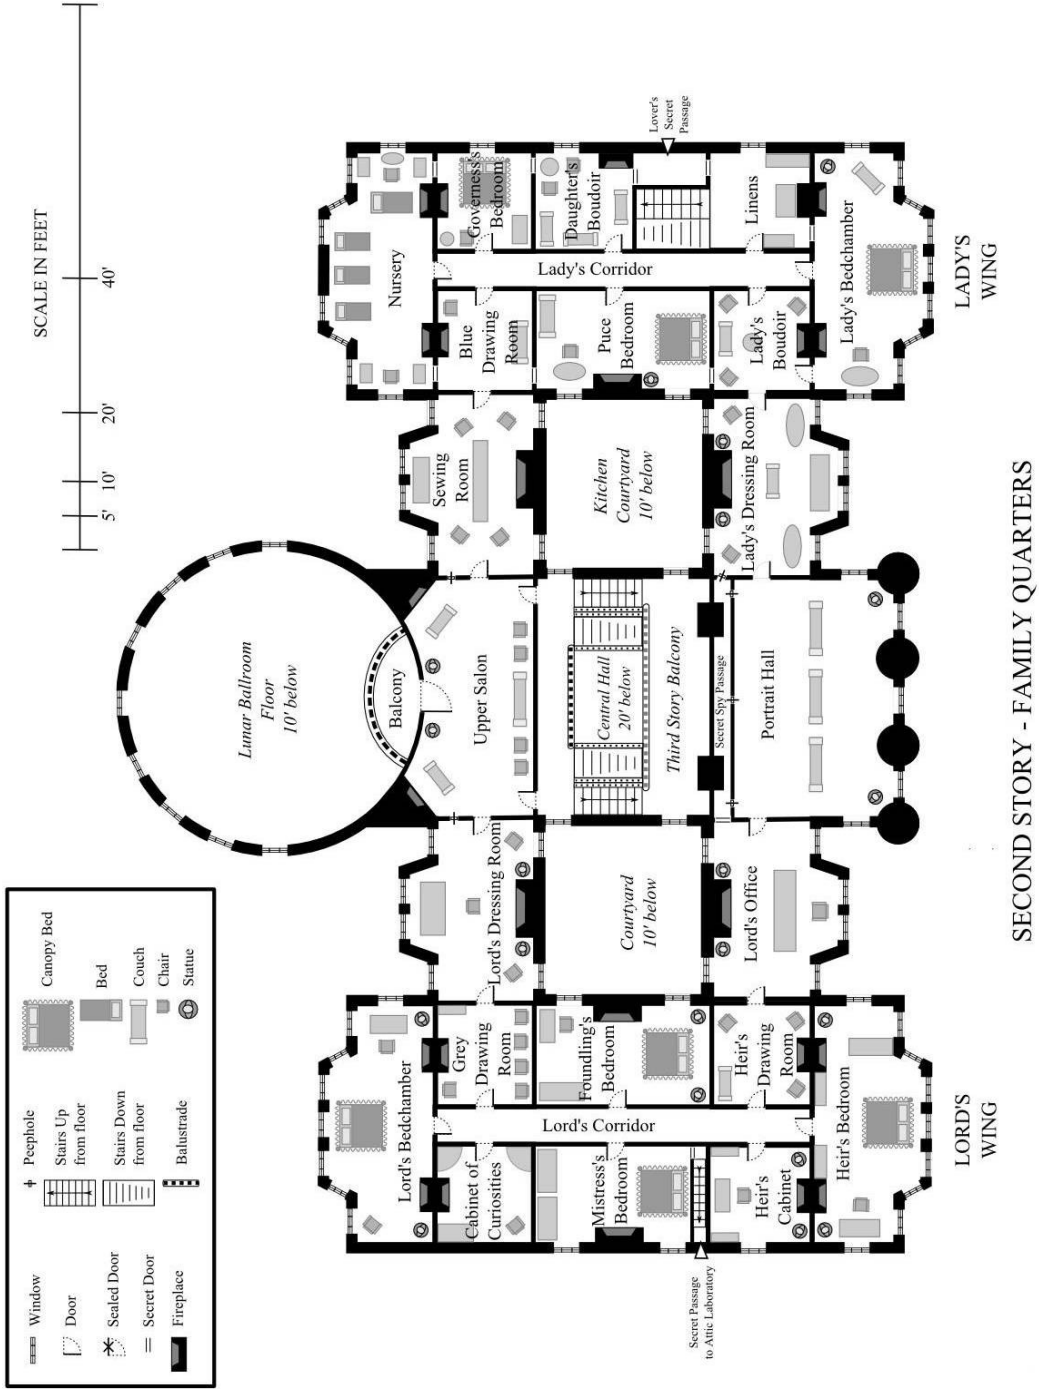 SECOND STORY - FAMILY QUARTERS
SCALE IN FEET
5'
10'
20'
40'
Window
Door
Sealed Door
Secret Door
Fireplace
Peephole
Stairs Up
from floor
Stairs Down
from floor
Balustrade
Canopy Bed
Bed
Couch
Chair
Statue
Lunar Ballroom
Floor
10' below
Balcony
Upper Salon
Lord's Bedchamber
Grey
Drawing
Room
Lord's Dressing Room
Sewing
Room
Blue
Drawing
Room
Nursery
Governess's
Bedroom
Cabinet of
Curiosities
Lord's Corridor
Foundling's
Bedroom
Courtyard
10' below
Central Hall
20' below
Third Story Balcony
Kitchen
Courtyard
10' below
Puce
Bedroom
Lady's Corridor
Daughter's
Boudoir
Lover's
Secret
Passage
Mistress's
Bedroom
Secret Passage
to Attic Laboratory
Secret Spy Passage
Heir's
Cabinet
Heir's
Drawing
Room
Lord's Office
Portrait Hall
Lady's Dressing Room
Lady's
Boudoir
Linens
Heir's Bedroom
Lady's Bedchamber
LORD'S
WING
LADY'S
WING